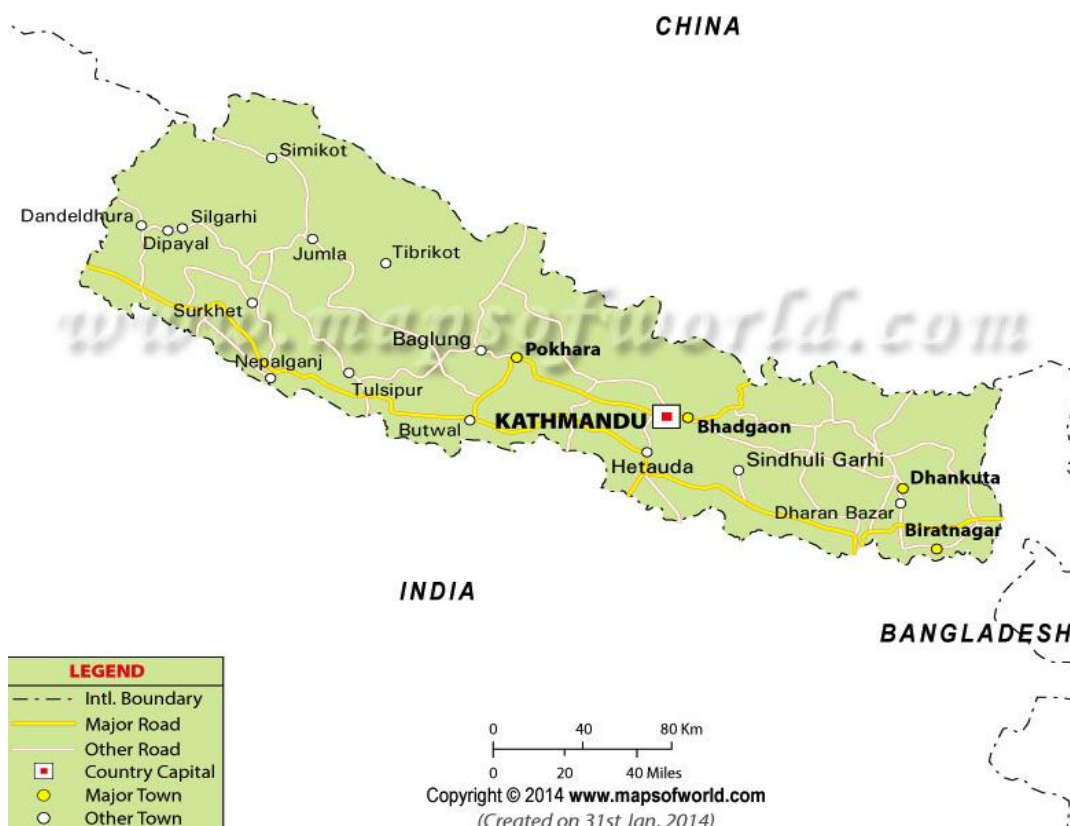 CHINA
Simikot
Dandeldhura
Silgarhi
Dipayal
Jumla
Tibrikot
Surkhet
www.mapsofworld.com
Baglung
Pokhara
Nepalganj
Tulsipur
Butwal
KATHMANDU
Bhadgaon
Hetauda
Sindhuli Garhi
Dhankuta
Dharan Bazar
Biratnagar
INDIA
BANGLADESH
LEGEND
Intl. Boundary
Major Road
Other Road
Country Capital
Major Town
Other Town
0 40 80 Km
0 20 40 Miles
Copyright © 2014 www.mapsofworld.com
(Created on 31st Jan, 2014)